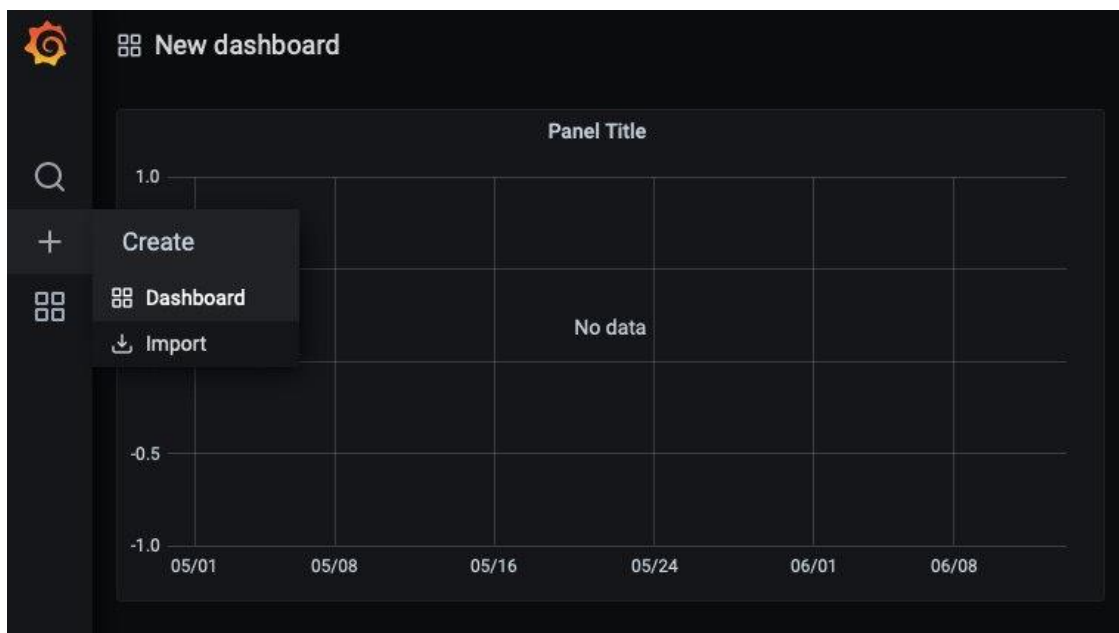 New dashboard
Panel Title
1.0
Create
Dashboard
No data
Import
-0.5
-1.0
05/01 05/08 05/16 05/24 06/01 06/08